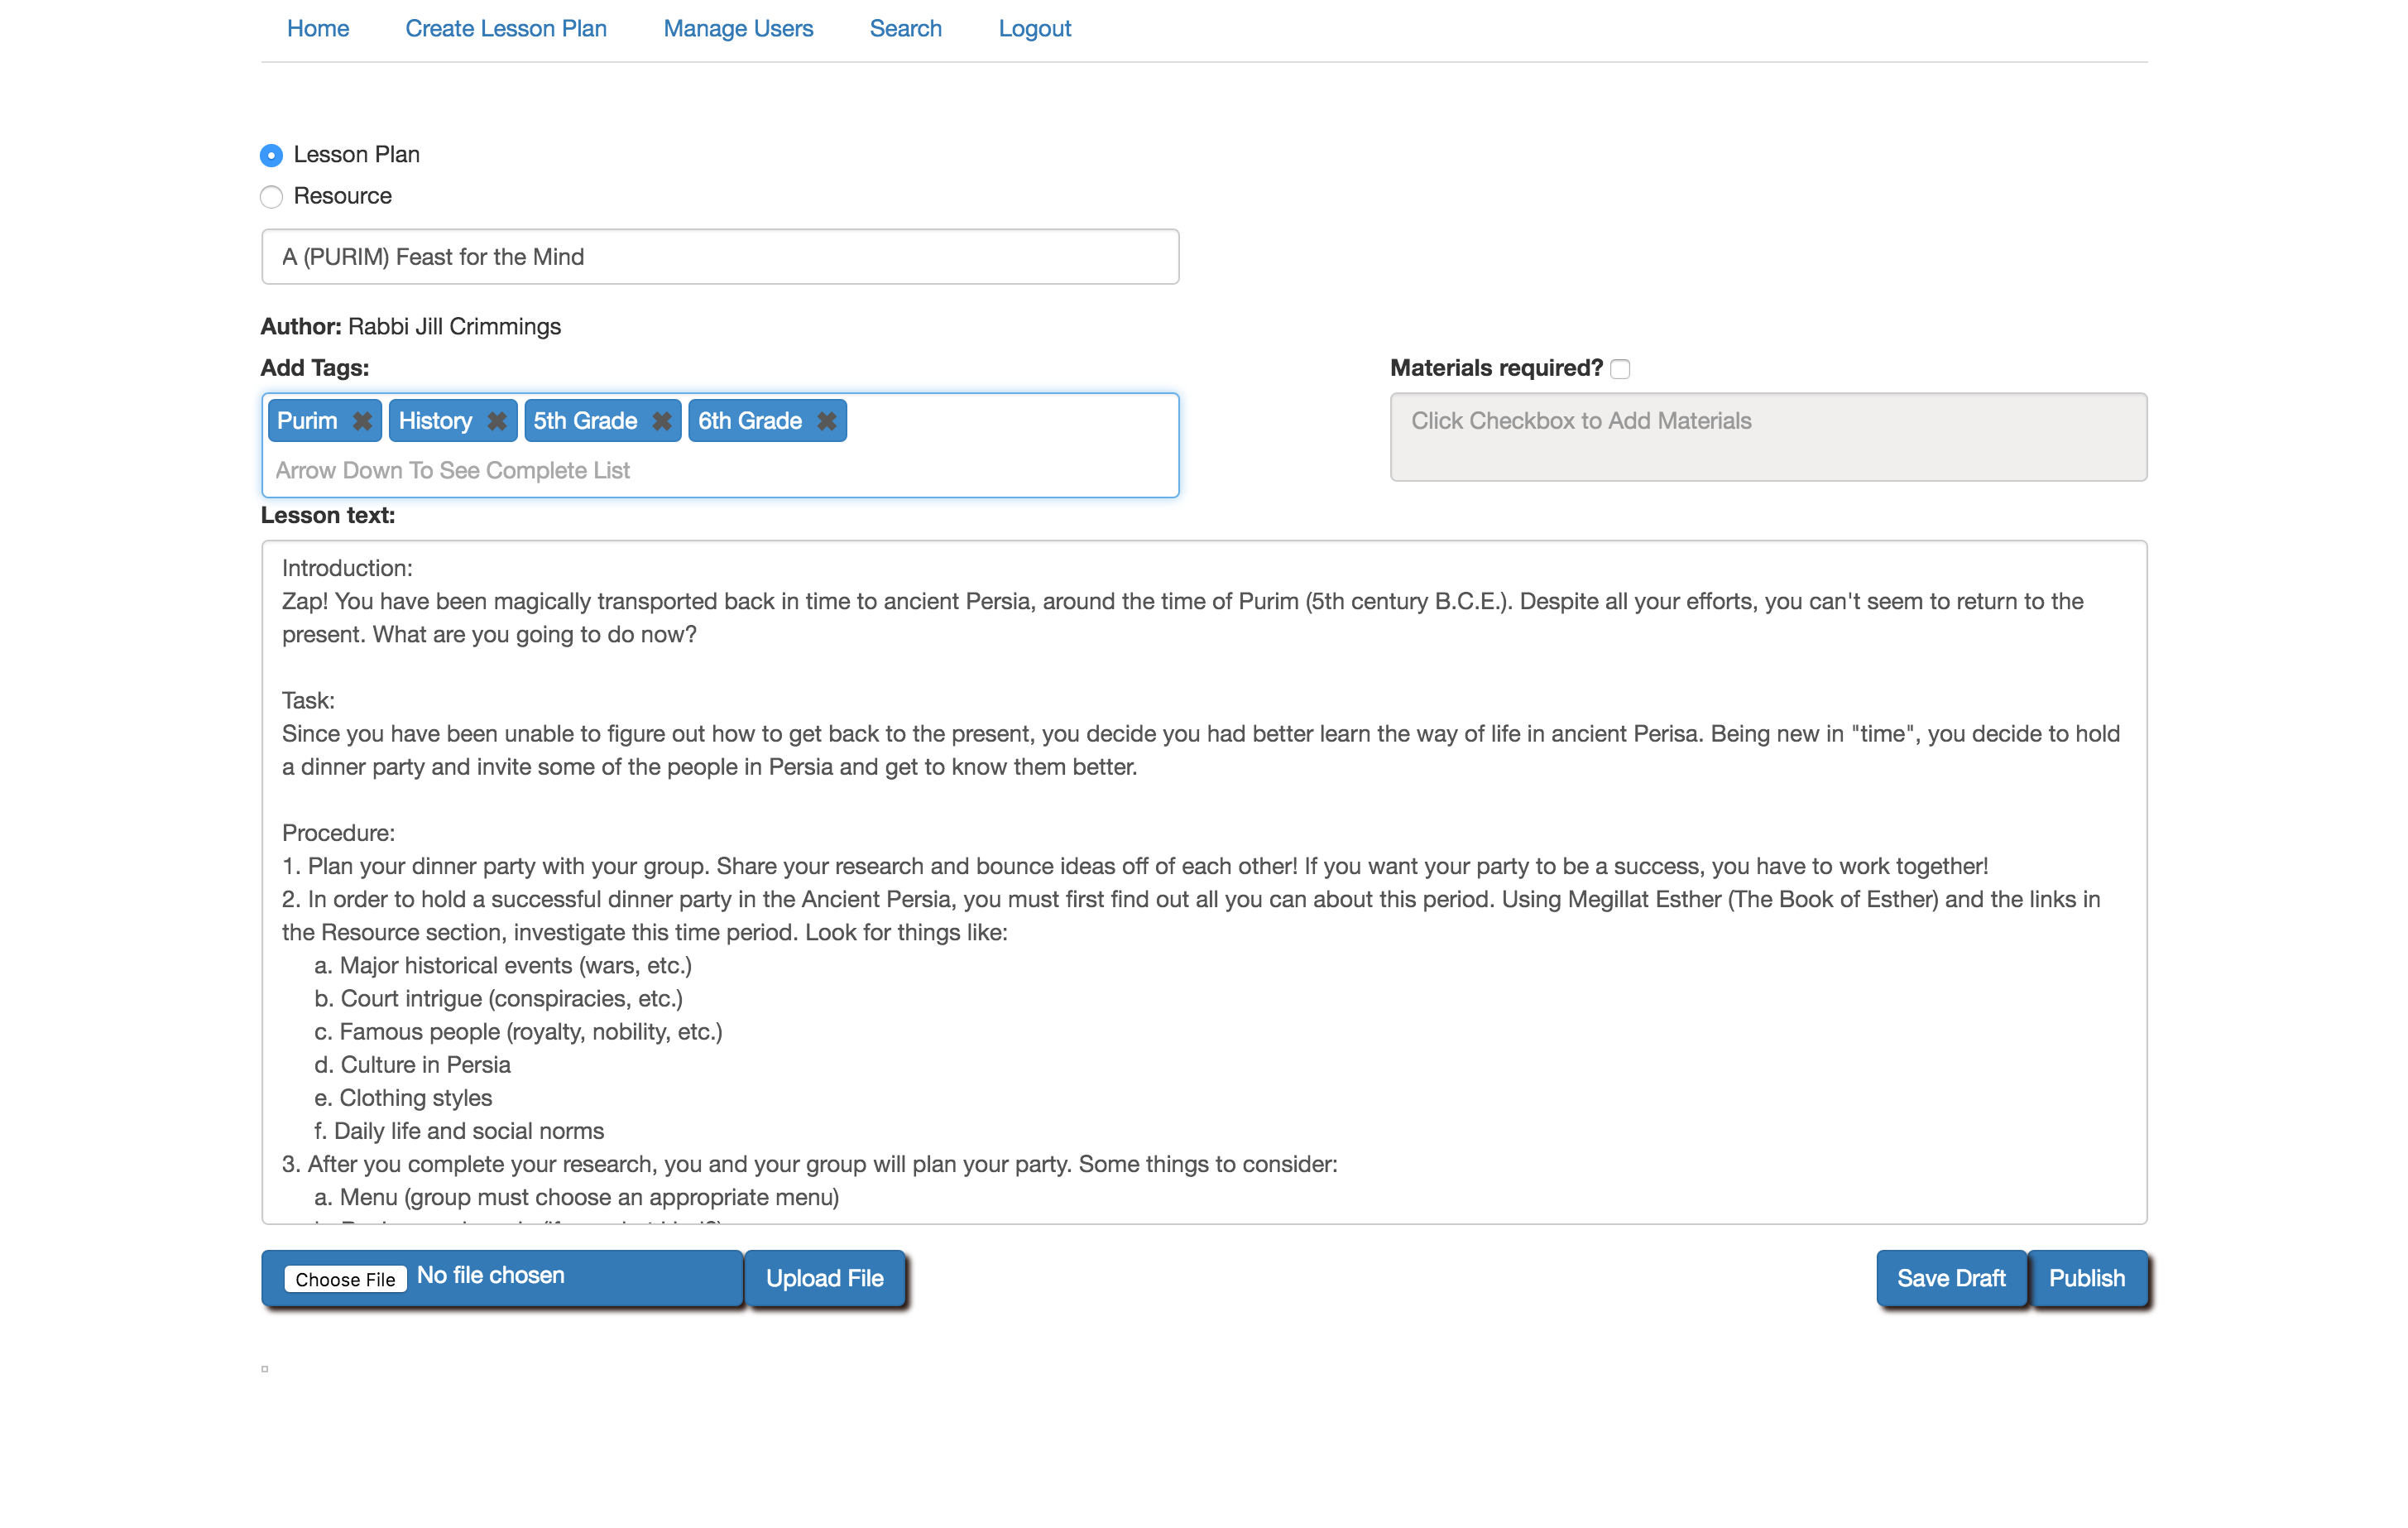 Home Create Lesson Plan Manage Users Search Logout
Lesson Plan
Resource
A (PURIM) Feast for the Mind
Author: Rabbi Jill Crimmings
Add Tags:
Materials required?
Purim ✖ History ✖ 5th Grade ✖ 6th Grade ✖
Arrow Down To See Complete List
Click Checkbox to Add Materials
Lesson text:
Introduction:
Zap! You have been magically transported back in time to ancient Persia, around the time of Purim (5th century B.C.E.). Despite all your efforts, you can't seem to return to the
present. What are you going to do now?
Task:
Since you have been unable to figure out how to get back to the present, you decide you had better learn the way of life in ancient Perisa. Being new in "time", you decide to hold
a dinner party and invite some of the people in Persia and get to know them better.
Procedure:
1. Plan your dinner party with your group. Share your research and bounce ideas off of each other! If you want your party to be a success, you have to work together!
2. In order to hold a successful dinner party in the Ancient Persia, you must first find out all you can about this period. Using Megillat Esther (The Book of Esther) and the links in
the Resource section, investigate this time period. Look for things like:
a. Major historical events (wars, etc.)
b. Court intrigue (conspiracies, etc.)
c. Famous people (royalty, nobility, etc.)
d. Culture in Persia
e. Clothing styles
f. Daily life and social norms
3. After you complete your research, you and your group will plan your party. Some things to consider:
a. Menu (group must choose an appropriate menu)
Choose File No file chosen
Upload File
Save Draft
Publish